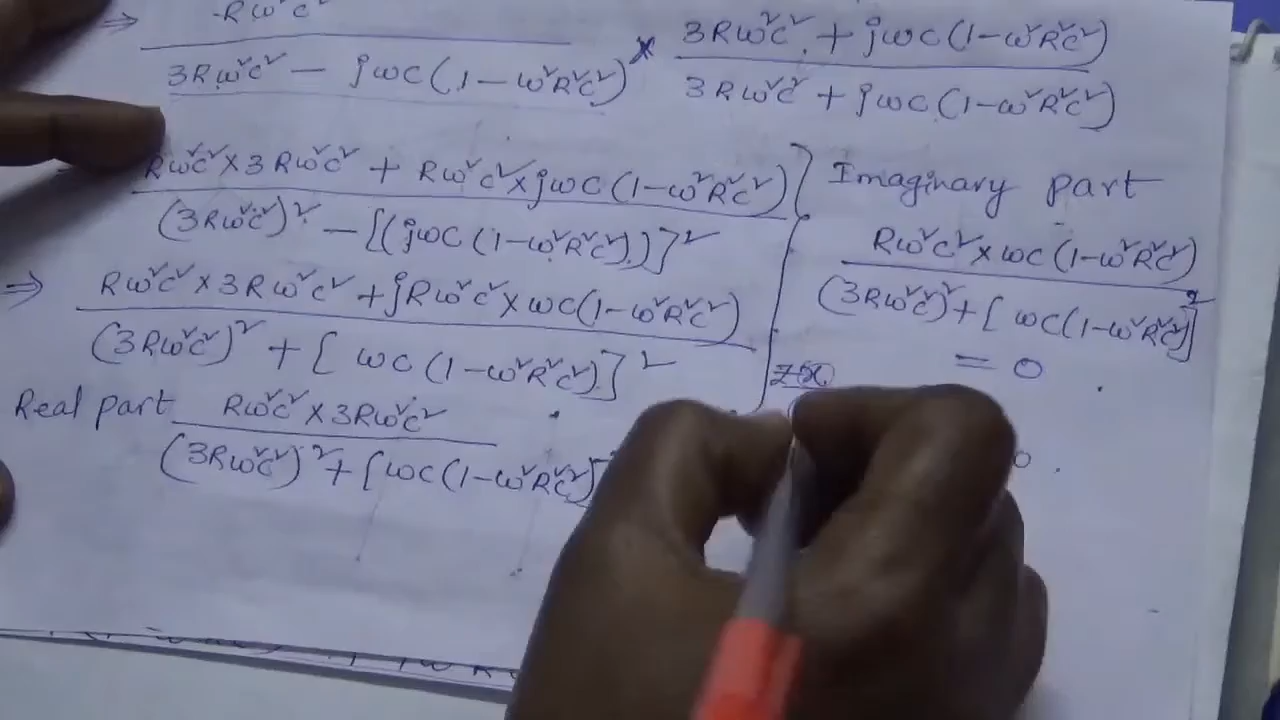 ⇒ Rω²c²
3Rω²c² − jωc(1−ω²R²c²) × 3Rω²c² + jωc(1−ω²R²c²)
3Rω²c² + jωc(1−ω²R²c²)
Rω²c² × 3Rω²c² + Rω²c² × jωc(1−ω²R²c²)
(3Rω²c²)² − [(jωc(1−ω²R²c²))]²
⇒ Rω²c² × 3Rω²c² + jRω²c² × ωc(1−ω²R²c²)
(3Rω²c²)² + [ωc(1−ω²R²c²)]²
Real part Rω²c² × 3Rω²c²
(3Rω²c²)² + [ωc(1−ω²R²c²)]
Imaginary part
Rω²c² × ωc(1−ω²R²c²)
(3Rω²c²)² + [ωc(1−ω²R²c²]²
= 0